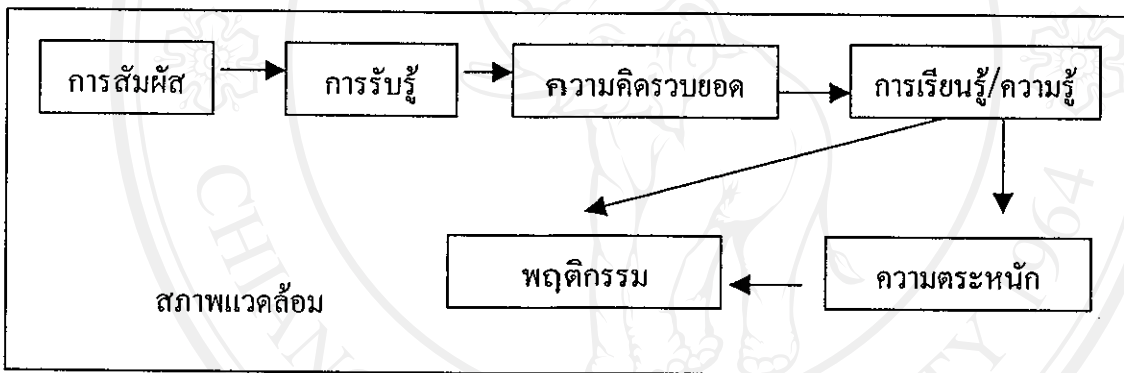 การสัมผัส
การรับรู้
ความคิดรวบยอด
การเรียนรู้/ความรู้
พฤติกรรม
ความตระหนัก
สภาพแวดล้อม
CHIAN
TY 1964